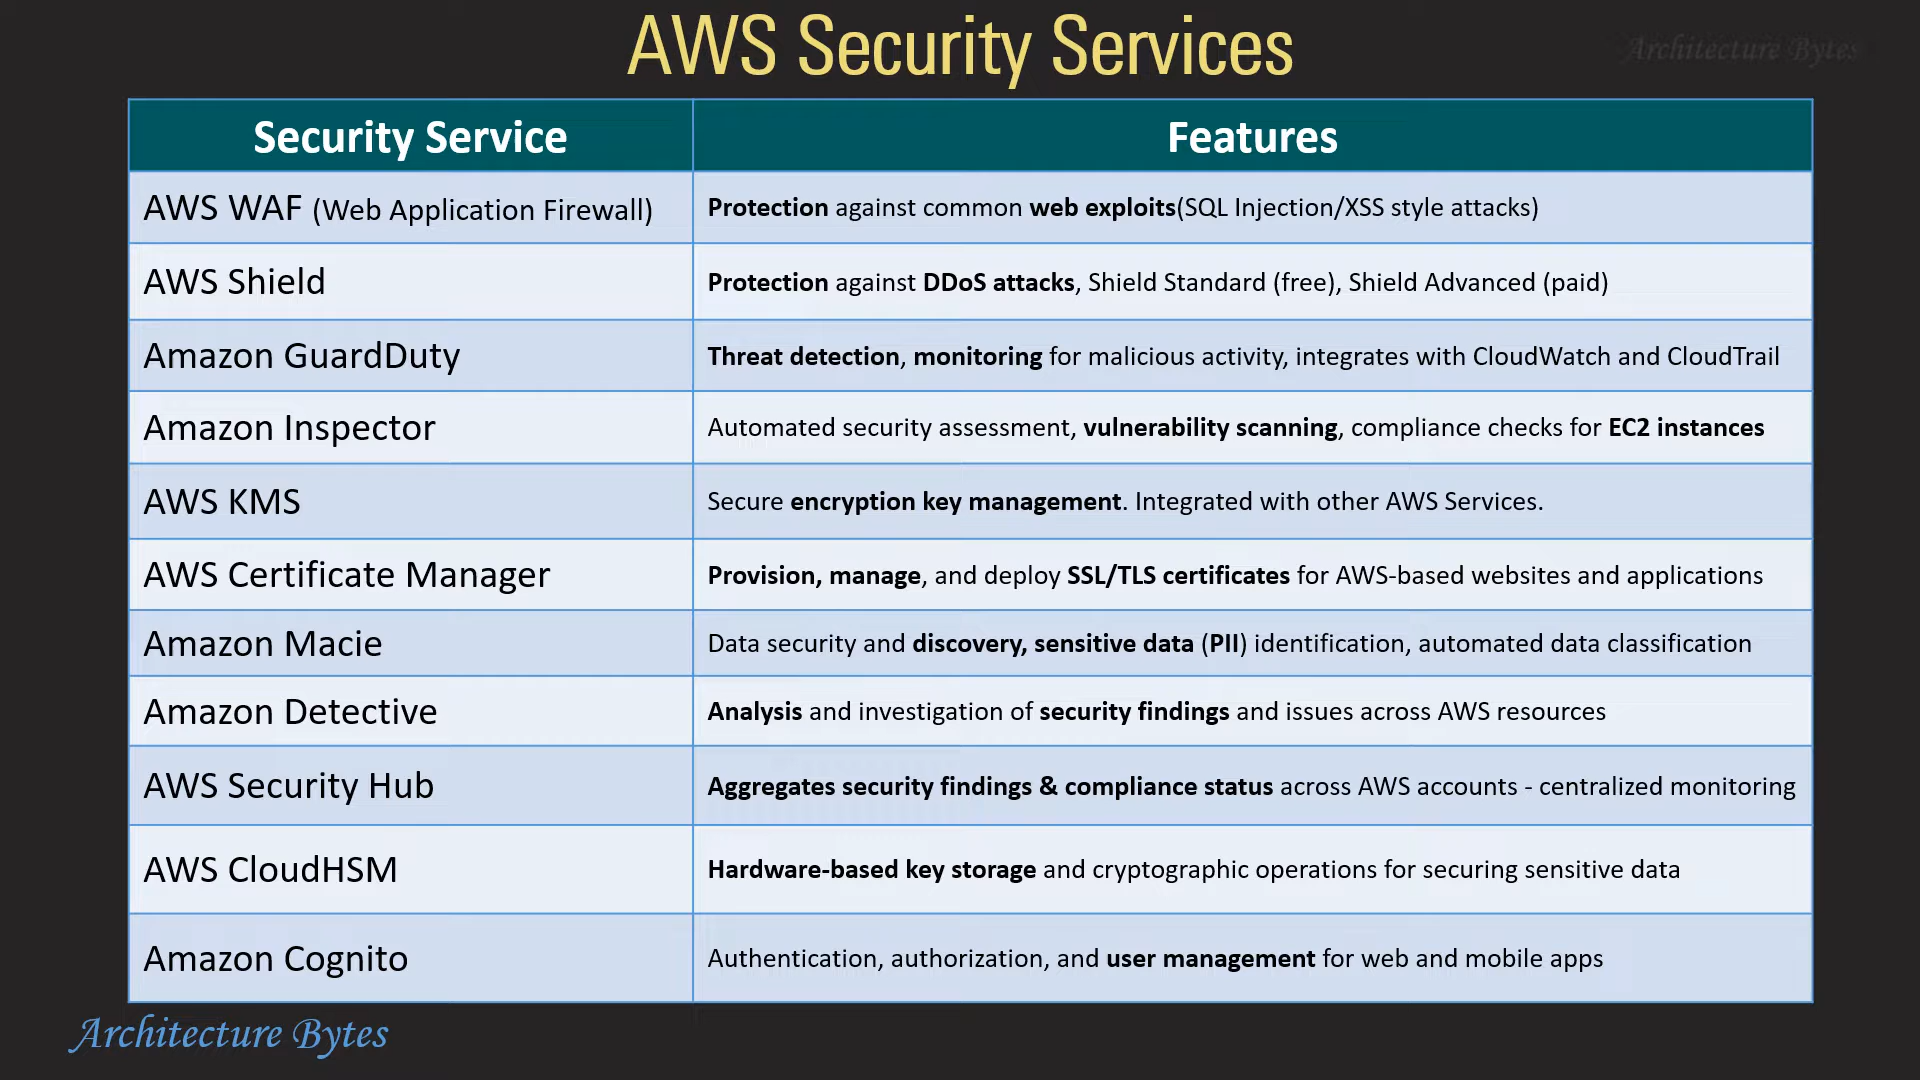 AWS Security Services
Architecture Bytes
Security Service
Features
AWS WAF (Web Application Firewall)
Protection against common web exploits(SQL Injection/XSS style attacks)
AWS Shield
Protection against DDoS attacks, Shield Standard (free), Shield Advanced (paid)
Amazon GuardDuty
Threat detection, monitoring for malicious activity, integrates with CloudWatch and CloudTrail
Amazon Inspector
Automated security assessment, vulnerability scanning, compliance checks for EC2 instances
AWS KMS
Secure encryption key management. Integrated with other AWS Services.
AWS Certificate Manager
Provision, manage, and deploy SSL/TLS certificates for AWS-based websites and applications
Amazon Macie
Data security and discovery, sensitive data (PII) identification, automated data classification
Amazon Detective
Analysis and investigation of security findings and issues across AWS resources
AWS Security Hub
Aggregates security findings & compliance status across AWS accounts - centralized monitoring
AWS CloudHSM
Hardware-based key storage and cryptographic operations for securing sensitive data
Amazon Cognito
Authentication, authorization, and user management for web and mobile apps
Architecture Bytes